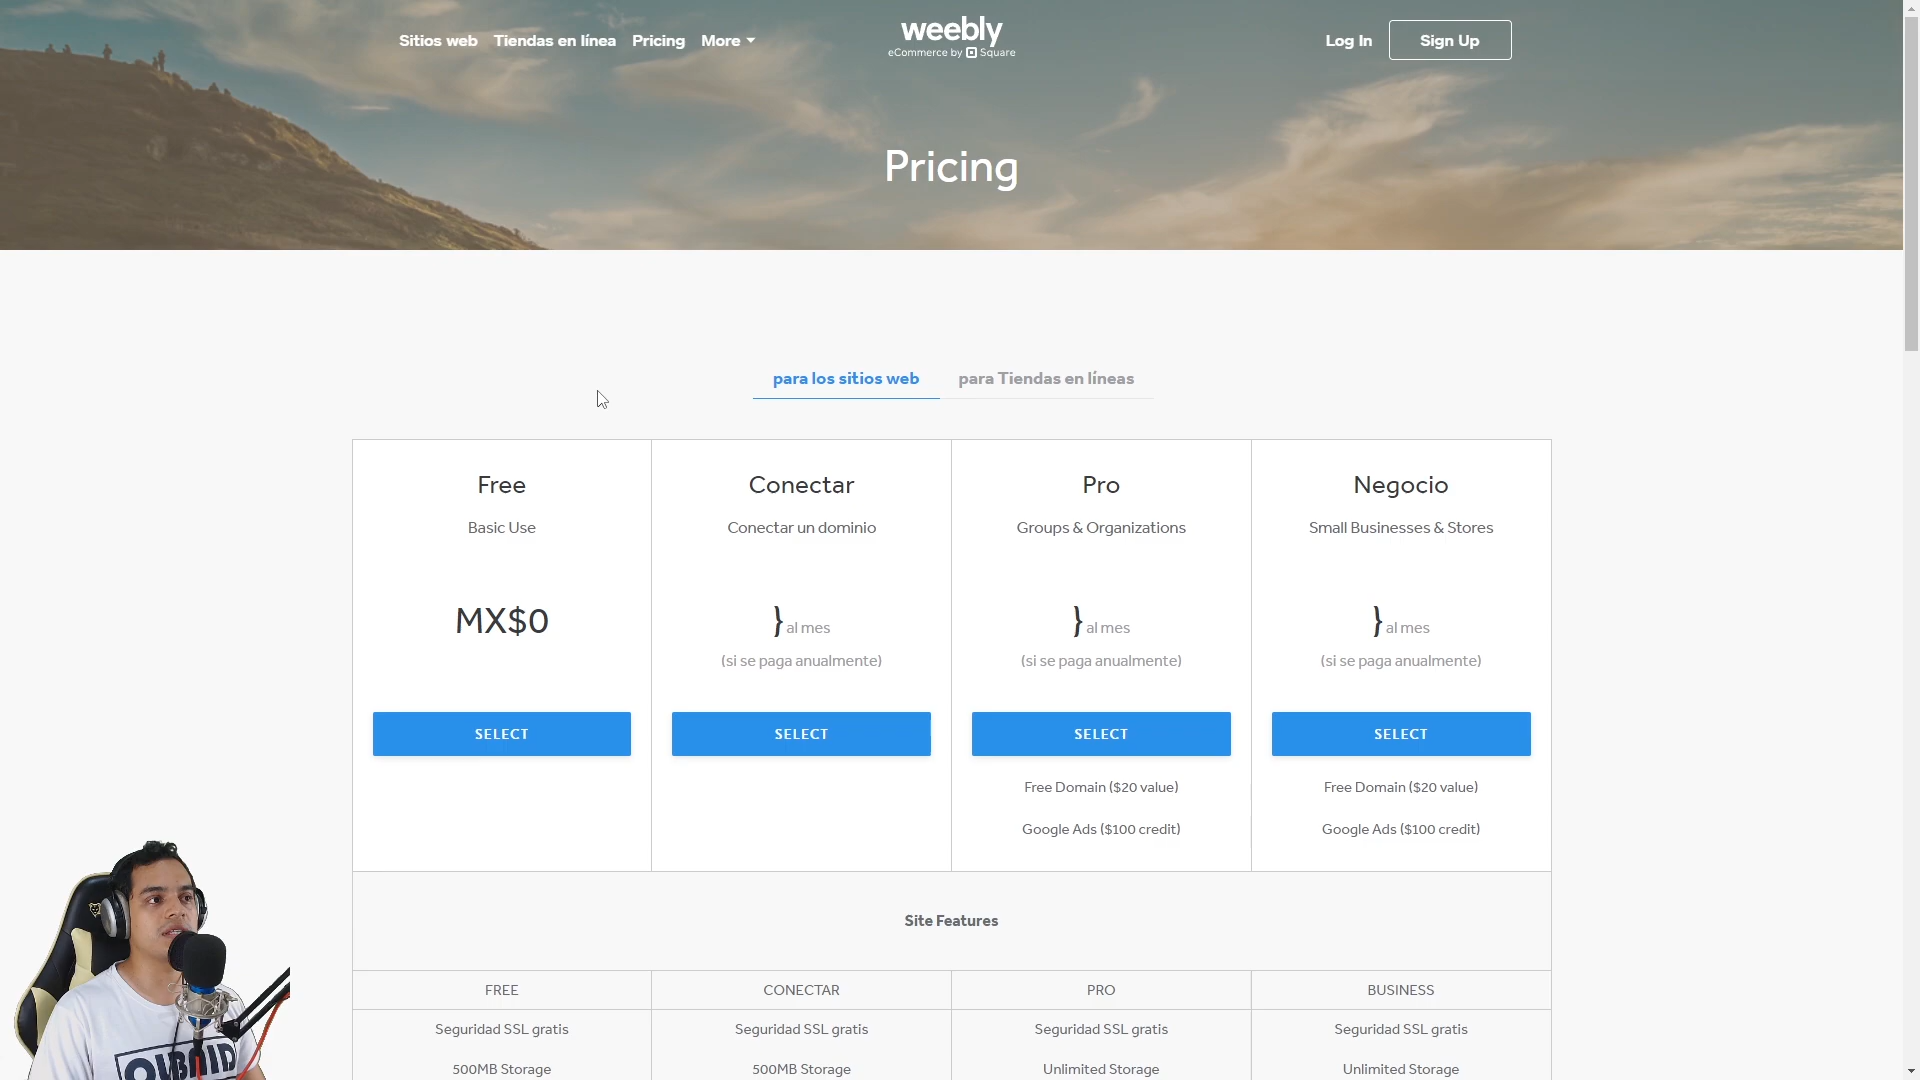 Sitios web Tiendas en línea Pricing More
weebly
eCommerce by Square
Log In Sign Up
Pricing
para los sitios web para Tiendas en líneas
Free
Basic Use
MX$0
SELECT
Conectar
Conectar un dominio
} al mes
(si se paga anualmente)
SELECT
Pro
Groups & Organizations
} al mes
(si se paga anualmente)
SELECT
Free Domain ($20 value)
Google Ads ($100 credit)
Negocio
Small Businesses & Stores
} al mes
(si se paga anualmente)
SELECT
Free Domain ($20 value)
Google Ads ($100 credit)
Site Features
FREE CONECTAR PRO BUSINESS
Seguridad SSL gratis Seguridad SSL gratis Seguridad SSL gratis Seguridad SSL gratis
500MB Storage 500MB Storage Unlimited Storage Unlimited Storage